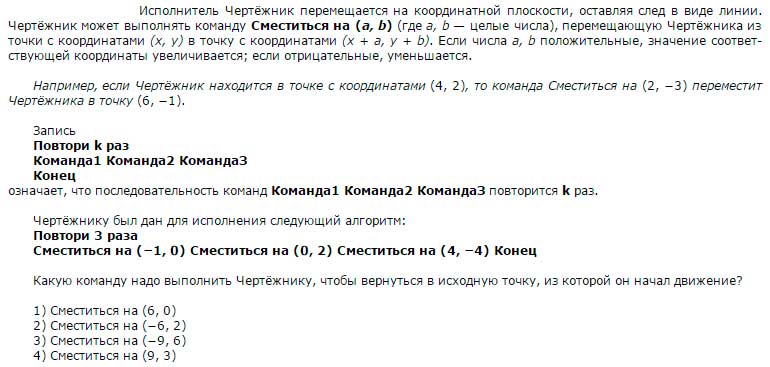 Исполнитель Чертёжник перемещается на координатной плоскости, оставляя след в виде линии.
Чертёжник может выполнять команду Сместиться на (a, b) (где a, b — целые числа), перемещающую Чертёжника из
точки с координатами (x, y) в точку с координатами (x + a, y + b). Если числа a, b положительные, значение соответ-
ствующей координаты увеличивается; если отрицательные, уменьшается.
Например, если Чертёжник находится в точке с координатами (4, 2), то команда Сместиться на (2, −3) переместит
Чертёжника в точку (6, −1).
Запись
Повтори k раз
Команда1 Команда2 Команда3
Конец
означает, что последовательность команд Команда1 Команда2 Команда3 повторится k раз.
Чертёжнику был дан для исполнения следующий алгоритм:
Повтори 3 раза
Сместиться на (−1, 0) Сместиться на (0, 2) Сместиться на (4, −4) Конец
Какую команду надо выполнить Чертёжнику, чтобы вернуться в исходную точку, из которой он начал движение?
1) Сместиться на (6, 0)
2) Сместиться на (−6, 2)
3) Сместиться на (−9, 6)
4) Сместиться на (9, 3)